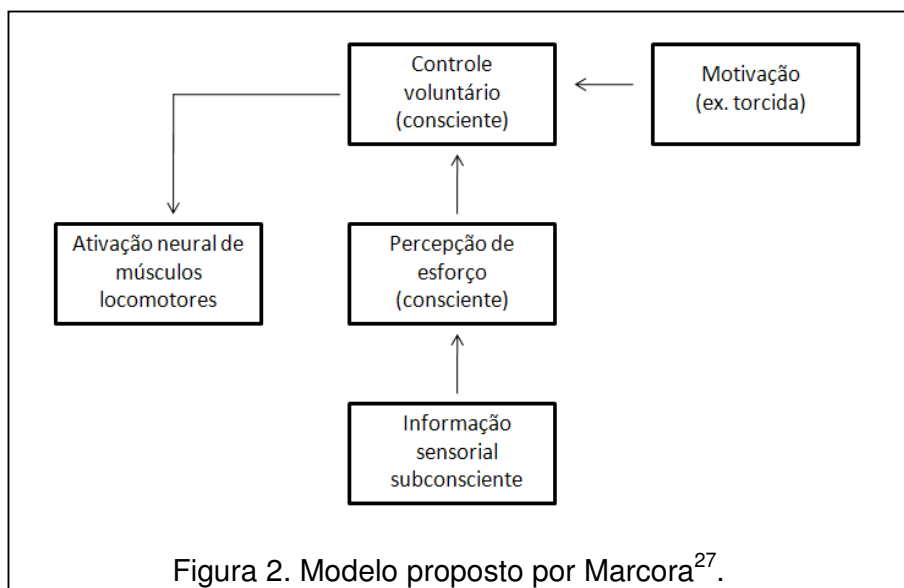 Controle
voluntário
(consciente)
Motivação
(ex. torcida)
Ativação neural de
músculos
locomotores
Percepção de
esforço
(consciente)
Informação
sensorial
subconsciente
Figura 2. Modelo proposto por Marcora²⁷.